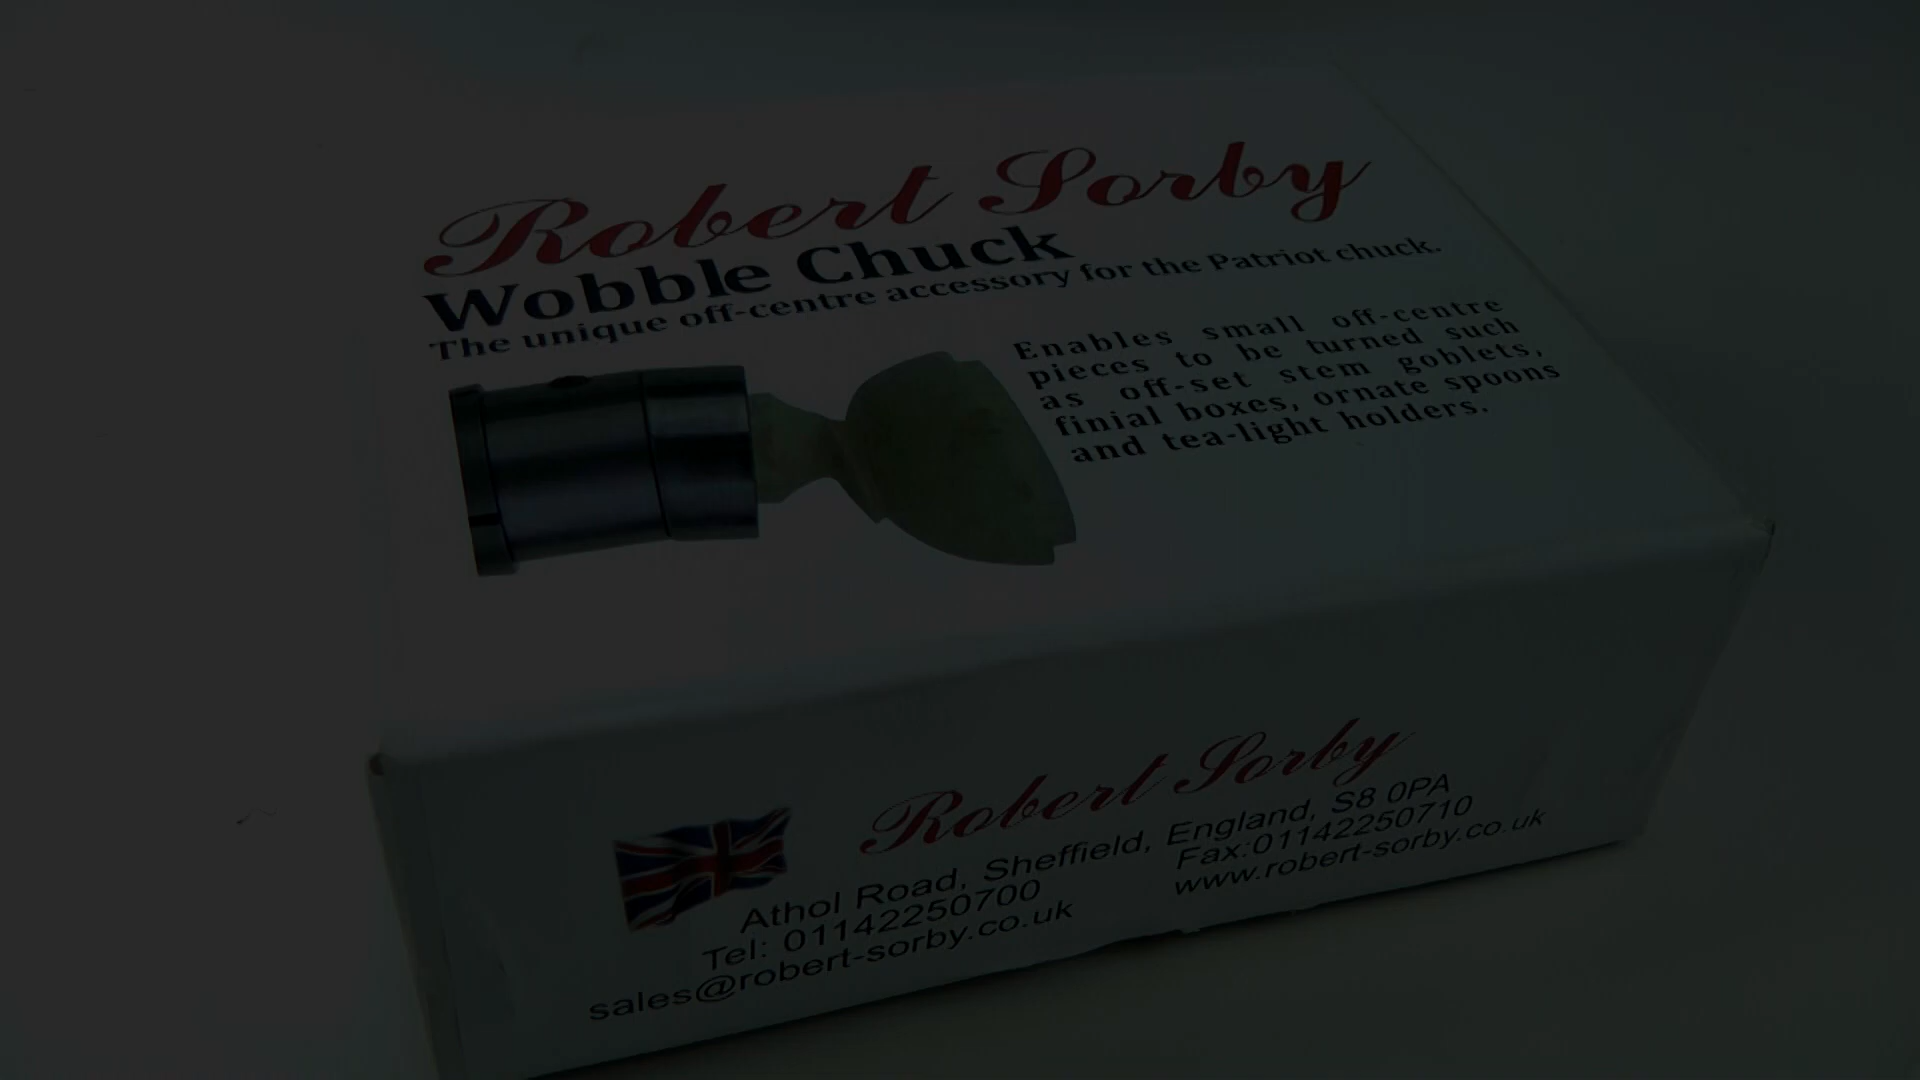 Robert Sorby
Wobble Chuck
The unique off-centre accessory for the Patriot chuck.
Enables small off-centre
pieces to be turned such
as off-set stem goblets,
finial boxes, ornate spoons
and tea-light holders.
Robert Sorby
Athol Road, Sheffield, England, S8 0PA
Tel: 01142250700 Fax:01142250710
sales@robert-sorby.co.uk www.robert-sorby.co.uk